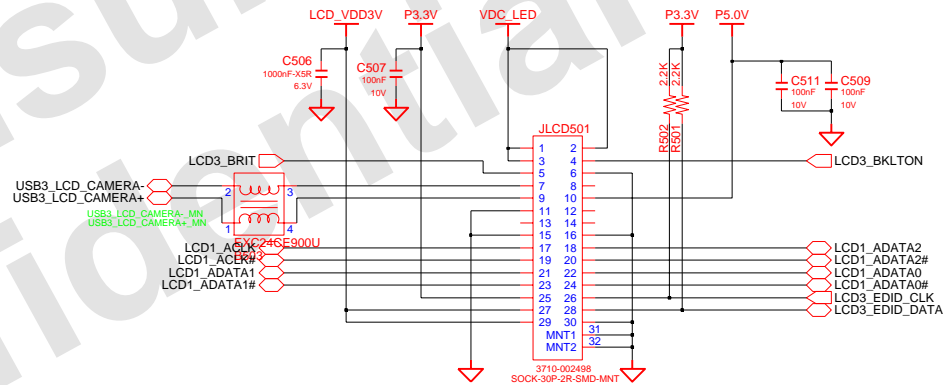 LCD_VDD3V P3.3V VDC_LED P3.3V P5.0V
C506
1000nF-X5R
6.3V
C507
100nF
10V
2.2K 2.2K
R502 R501
C511
100nF
10V
C509
100nF
10V
JLCD501
LCD3_BRIT
LCD3_BKLTON
USB3_LCD_CAMERA-
USB3_LCD_CAMERA+
USB3_LCD_CAMERA-_MN
USB3_LCD_CAMERA+_MN
2 3
1 4
EXC24CE900U
B503
LCD1_ACLK
LCD1_ACLK#
LCD1_ADATA1
LCD1_ADATA1#
1 2
3 4
5 6
7 8
9 10
11 12
13 14
15 16
17 18
19 20
21 22
23 24
25 26
27 28
29 30
MNT1 31
MNT2 32
LCD1_ADATA2
LCD1_ADATA2#
LCD1_ADATA0
LCD1_ADATA0#
LCD3_EDID_CLK
LCD3_EDID_DATA
3710-002498
SOCK-30P-2R-SMD-MNT